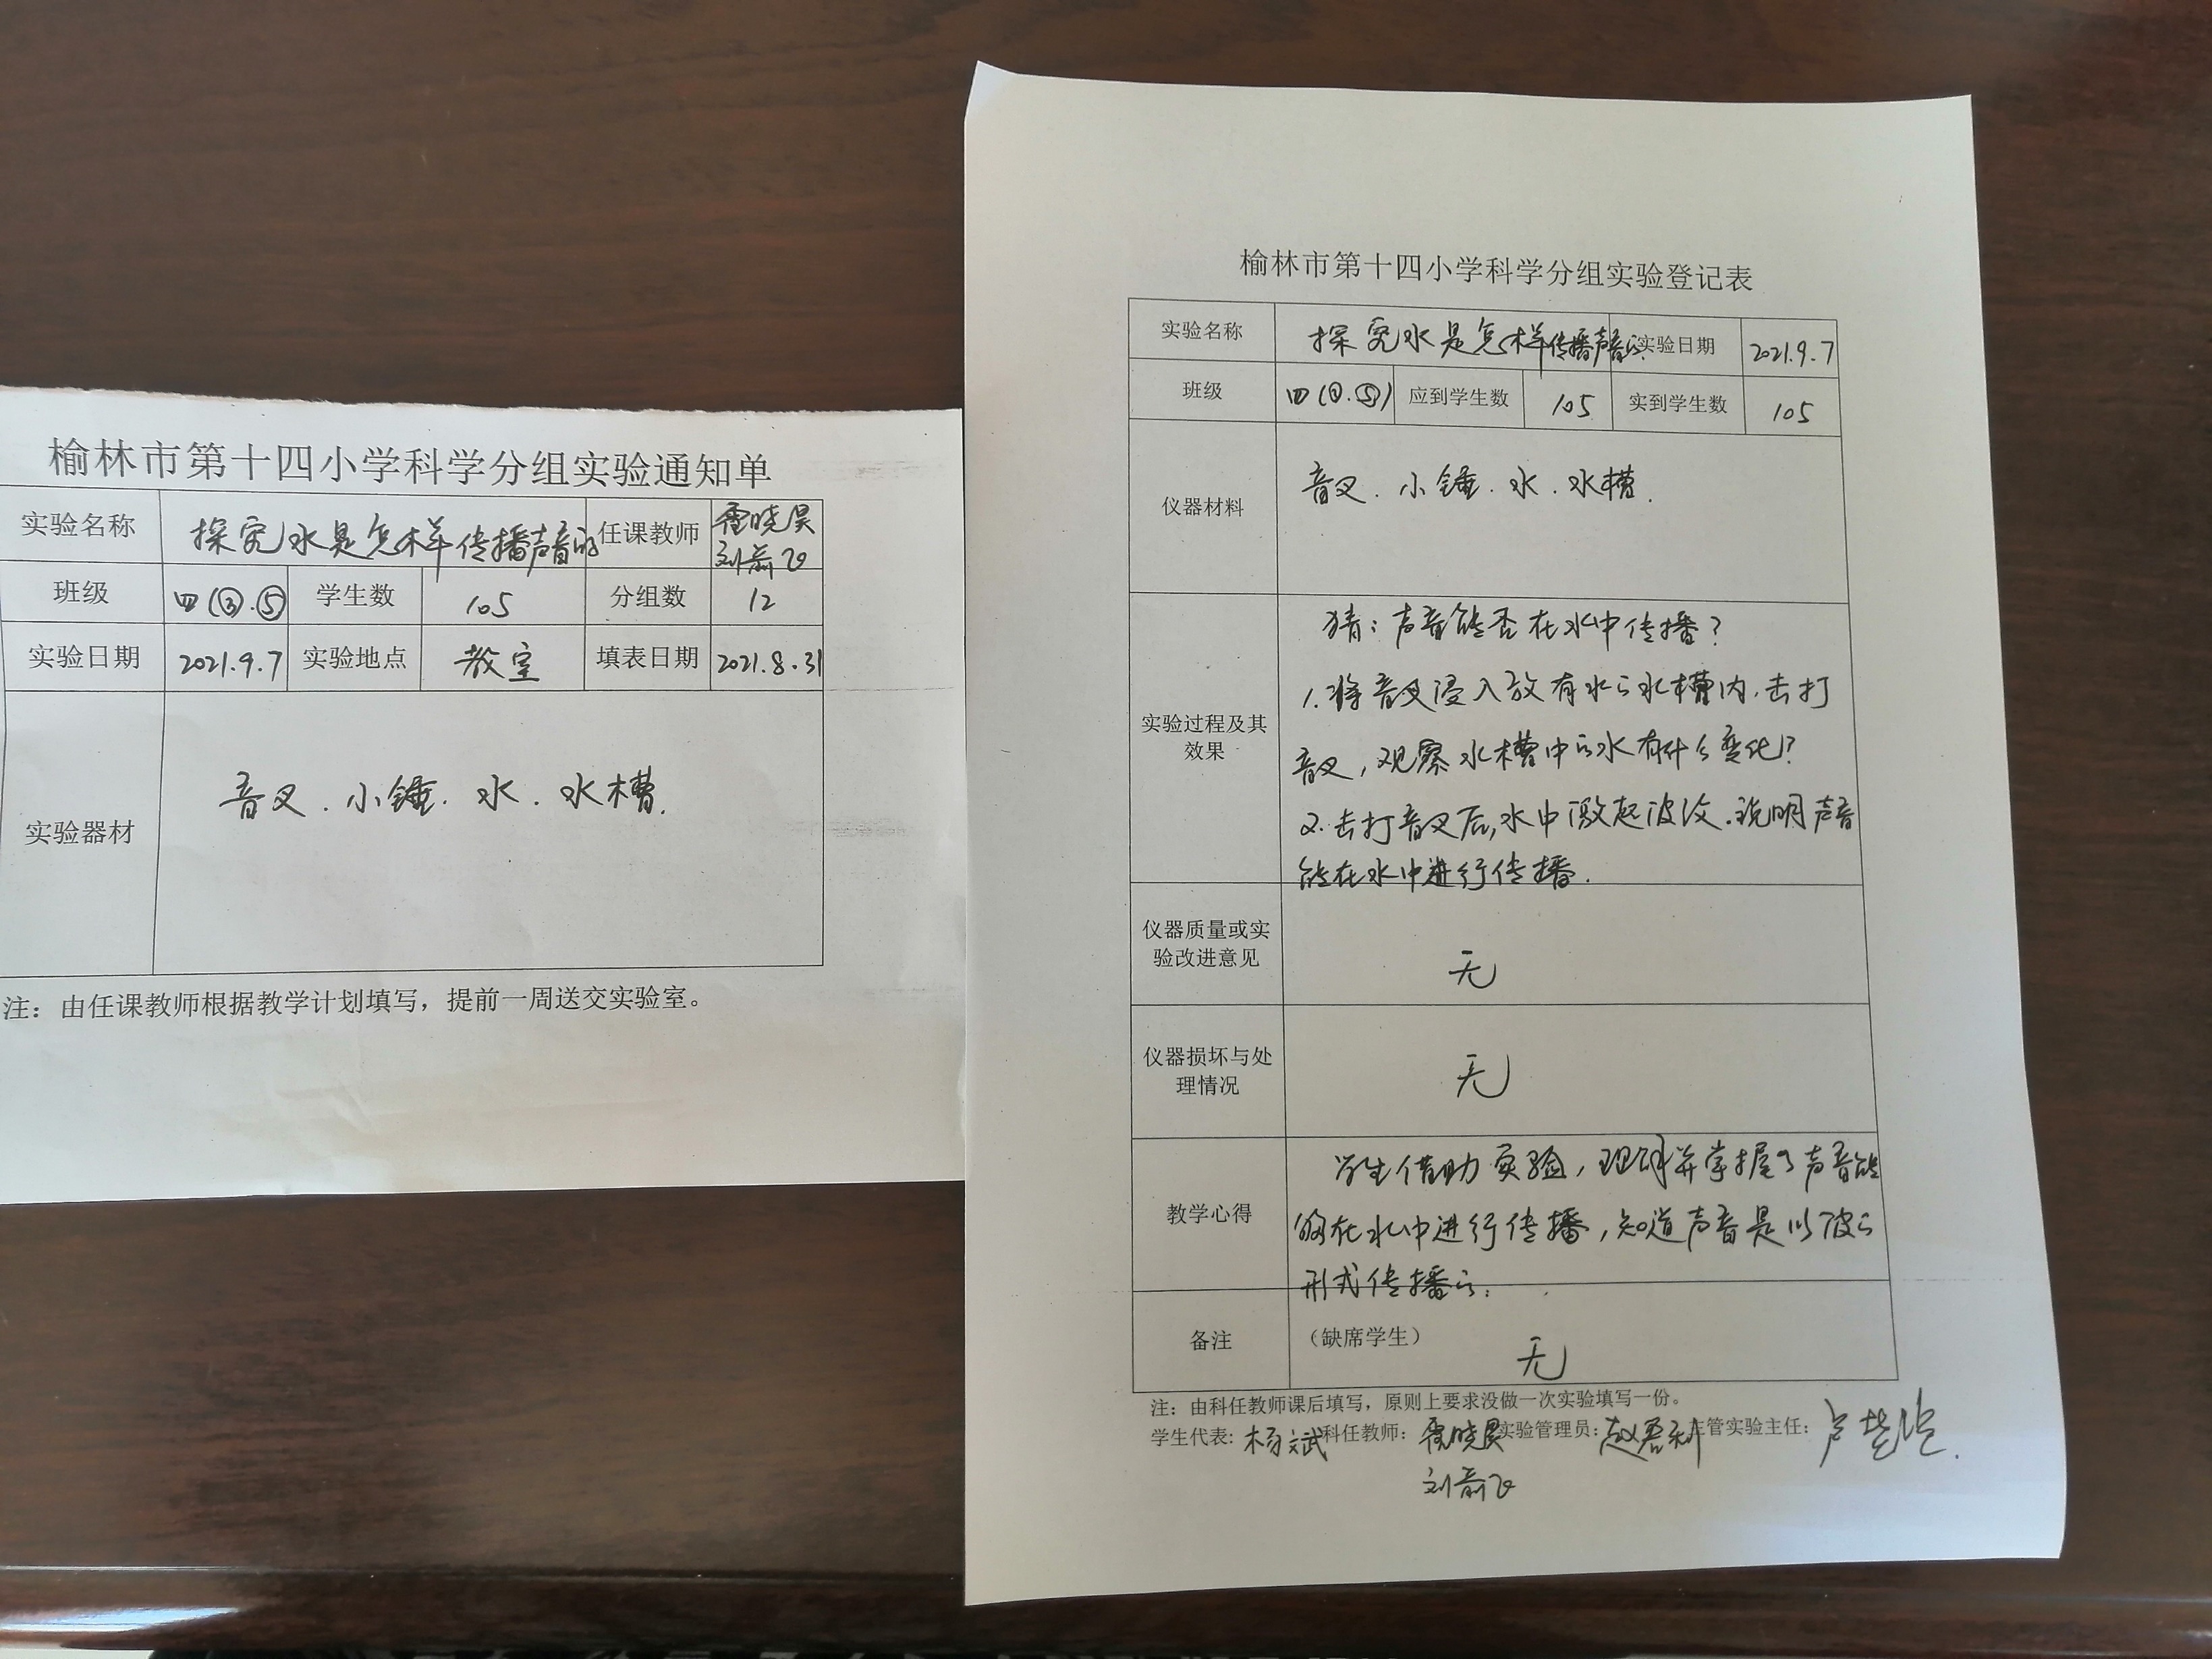 榆林市第十四小学科学分组实验通知单
实验名称 探究水是怎样传播声音的 任课教师 霍晓昊
刘前飞
班级 四(③.⑤) 学生数 105 分组数 12
实验日期 2021.9.7 实验地点 教室 填表日期 2021.8.31
实验器材 音叉.小锤.水.水槽.
注：由任课教师根据教学计划填写，提前一周送交实验室。
榆林市第十四小学科学分组实验登记表
实验名称 探究水是怎样传播声音的 实验日期 2021.9.7
班级 四( .⑤) 应到学生数 105 实到学生数 105
仪器材料 音叉.小锤.水.水槽.
实验过程及其
效果
猜：声音能否在水中传播？
1.将音叉浸入放有水的水槽内.击打
音叉，观察水槽中的水有什么变化？
2.击打音叉后,水中激起波纹.说明声音
能在水中进行传播.
仪器质量或实
验改进意见
无
仪器损坏与处
理情况
无
教学心得
学生借助实验，理解并掌握了声音能
够在水中进行传播，知道声音是以波的
形式传播的.
备注 （缺席学生） 无
注：由科任教师课后填写，原则上要求没做一次实验填写一份。
学生代表: 杨文斌 科任教师: 霍晓昊 实验管理员: 主管实验主任:
刘前飞